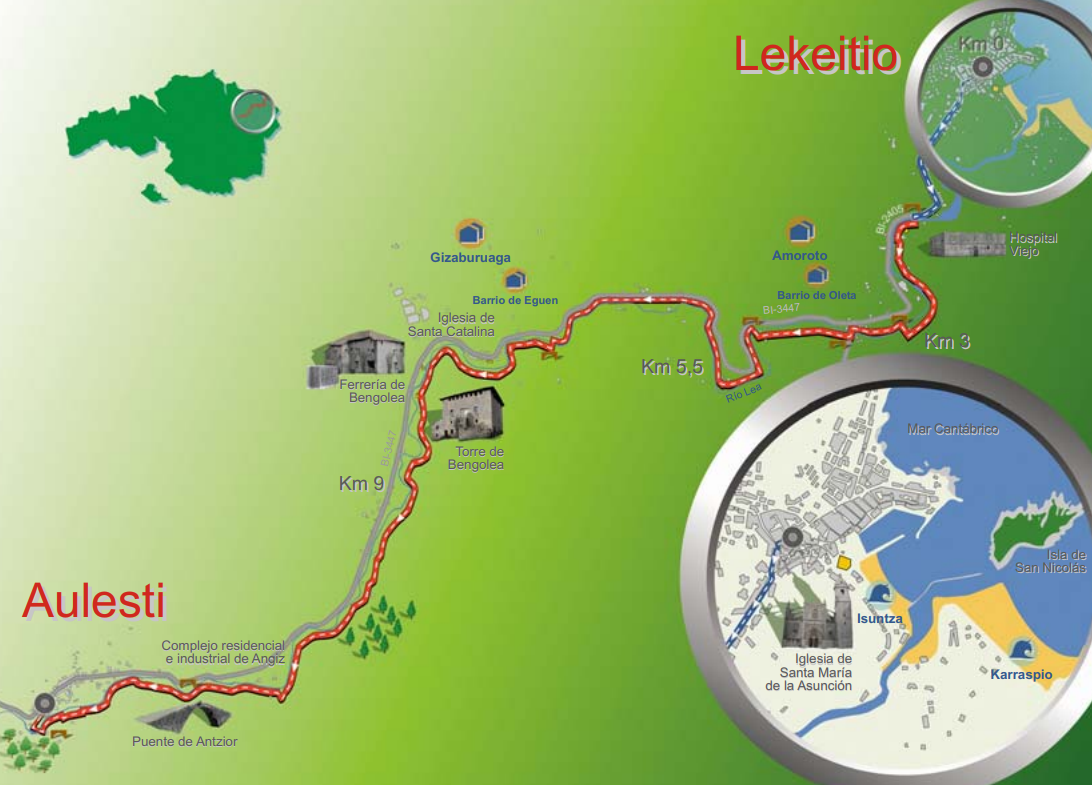 Lekeitio
Km 0
BI-2405
Hospital
Viejo
Gizaburuaga
Amoroto
Barrio de Eguen
Barrio de Oleta
BI-3447
Iglesia de
Santa Catalina
Km 3
Km 5,5
Río Lea
Ferrería de
Bengolea
Torre de
Bengolea
BI-3447
Km 9
Mar Cantábrico
Isla de
San Nicolás
Isuntza
Karraspio
Iglesia de
Santa María
de la Asunción
Aulesti
Complejo residencial
e industrial de Angiz
Puente de Antzior